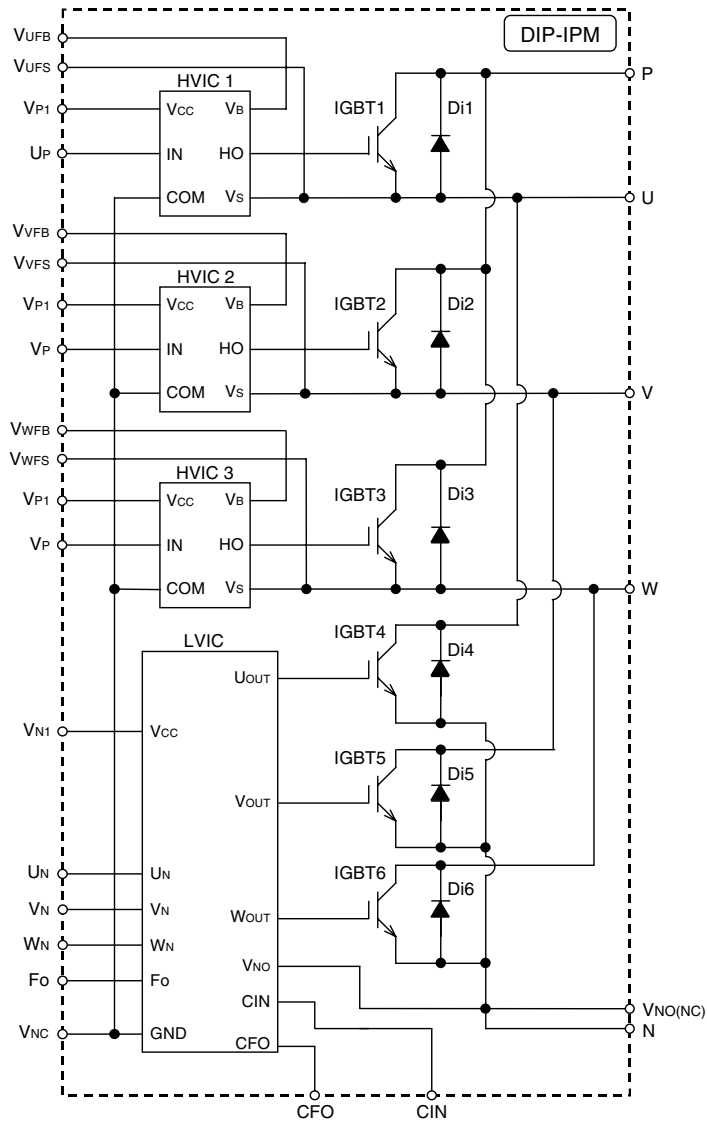 DIP-IPM
VUFB
VUFS
HVIC 1
VP1
VCC
VB
IGBT1
Di1
P
UP
IN
HO
COM
VS
U
VVFB
VVFS
HVIC 2
VP1
VCC
VB
IGBT2
Di2
VP
IN
HO
COM
VS
V
VWFB
VWFS
HVIC 3
VP1
VCC
VB
IGBT3
Di3
VP
IN
HO
COM
VS
W
LVIC
IGBT4
UOUT
Di4
VN1
VCC
IGBT5
VOUT
Di5
UN
UN
IGBT6
Di6
VN
VN
WOUT
WN
WN
VNO
FO
FO
CIN
VNO(NC)
VNC
GND
CFO
N
CFO
CIN